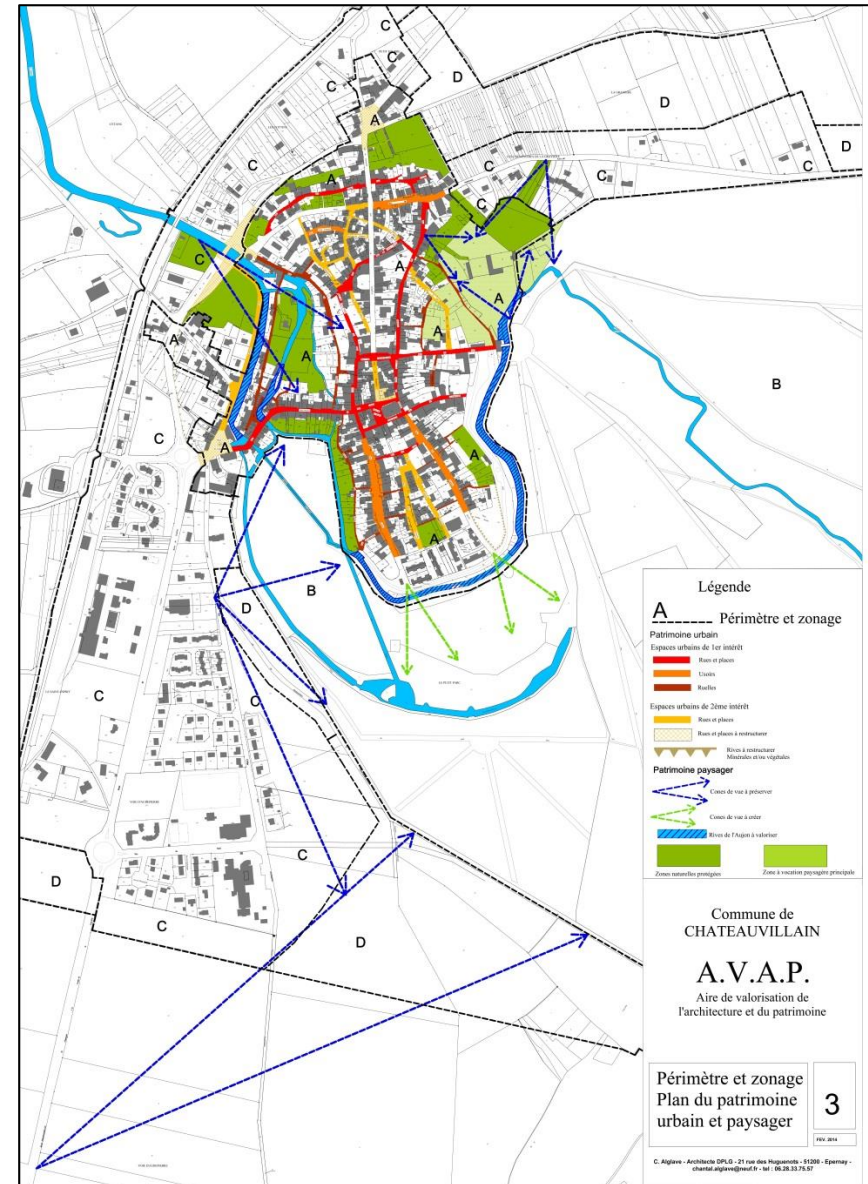 C
C
D
C
A
D
D
C
C
C
A
C
C
A
A
A
A
B
A
C
A
A
A
B
D
C
C
C
D
C
D
Légende
A
Périmètre et zonage
Patrimoine urbain
Espaces urbains de 1er intérêt
Rues et places
Usoirs
Ruelles
Espaces urbains de 2ème intérêt
Rues et places
Rues et places à restructurer
Rives à restructurer
Minérales et/ou végétales
Patrimoine paysager
Cones de vue à préserver
Cones de vue à créer
Rives de l'Aujon à valoriser
Zones naturelles protégées
Zone à vocation paysagère principale
Commune de
CHATEAUVILLAIN
A.V.A.P.
Aire de valorisation de
l'architecture et du patrimoine
Périmètre et zonage
Plan du patrimoine
urbain et paysager
3
FEV. 2014
C. Alglave - Architecte DPLG - 21 rue des Huguenots - 51200 - Epernay -
chantal.alglave@neuf.fr - tel : 06.28.33.75.57